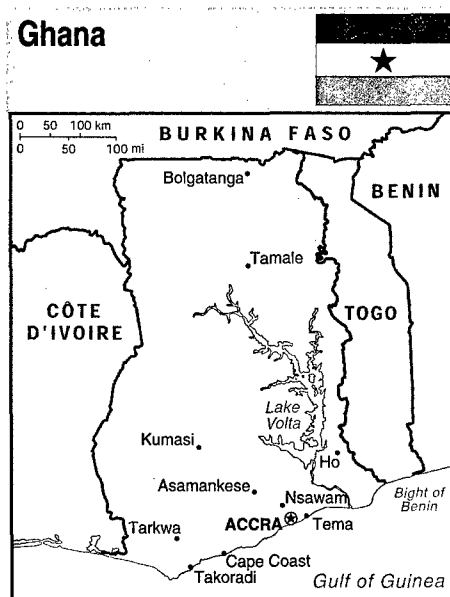 Ghana
0 50 100 km
0 50 100 mi
BURKINA FASO
Bolgatanga
BENIN
Tamale
CÔTE
D'IVOIRE
TOGO
Lake
Volta
Kumasi
Ho
Asamankese
Nsawam
Bight of
Benin
ACCRA
Tema
Tarkwa
Cape Coast
Takoradi
Gulf of Guinea